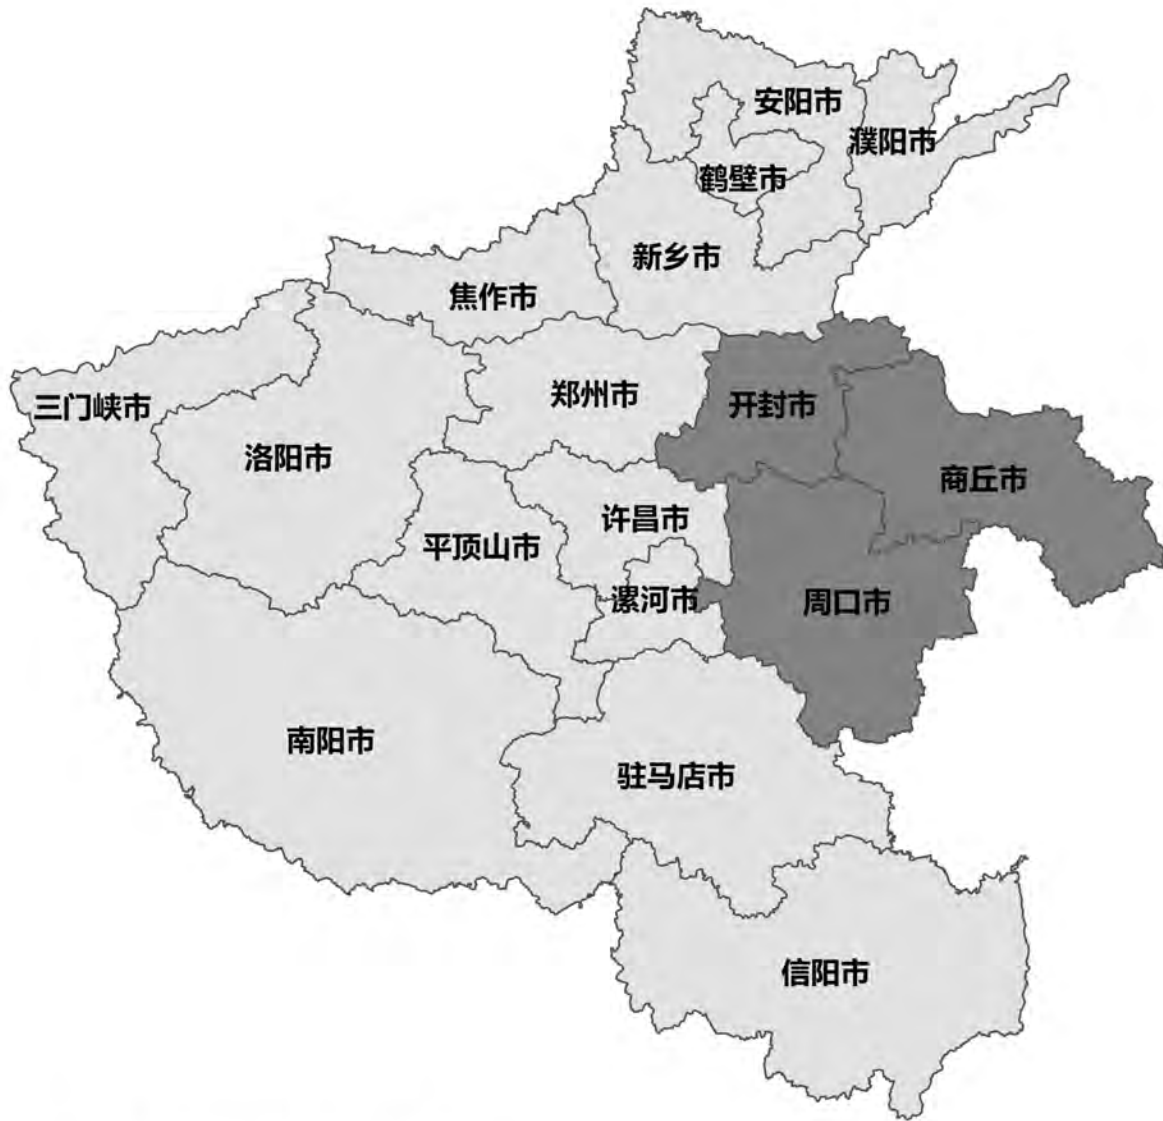 安阳市
濮阳市
鹤壁市
新乡市
焦作市
郑州市
开封市
三门峡市
洛阳市
商丘市
许昌市
平顶山市
漯河市
周口市
南阳市
驻马店市
信阳市